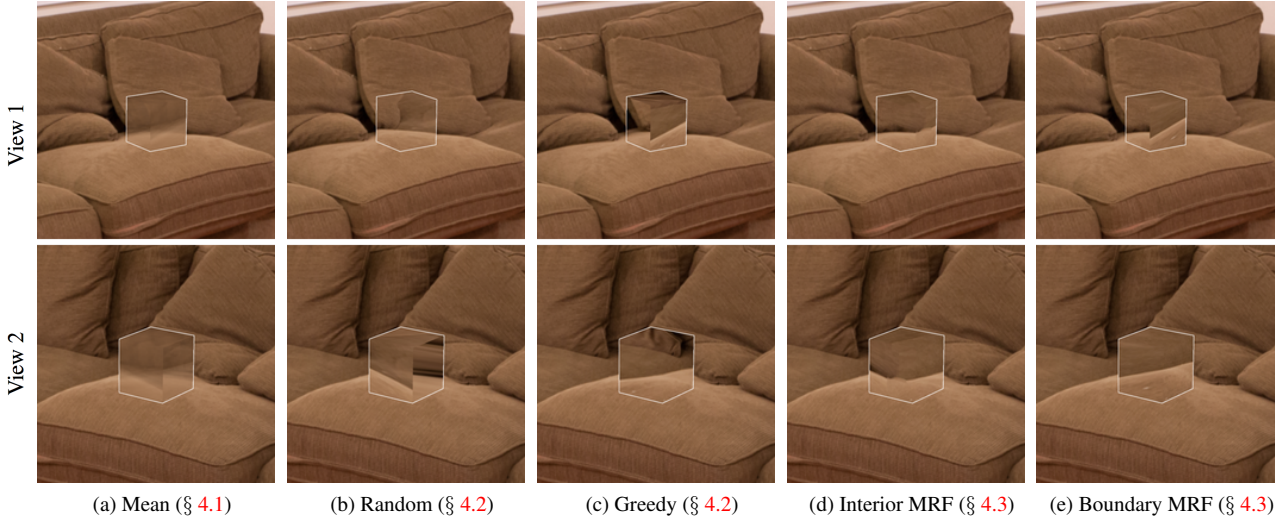 View 1
View 2
(a) Mean (§ 4.1)
(b) Random (§ 4.2)
(c) Greedy (§ 4.2)
(d) Interior MRF (§ 4.3)
(e) Boundary MRF (§ 4.3)